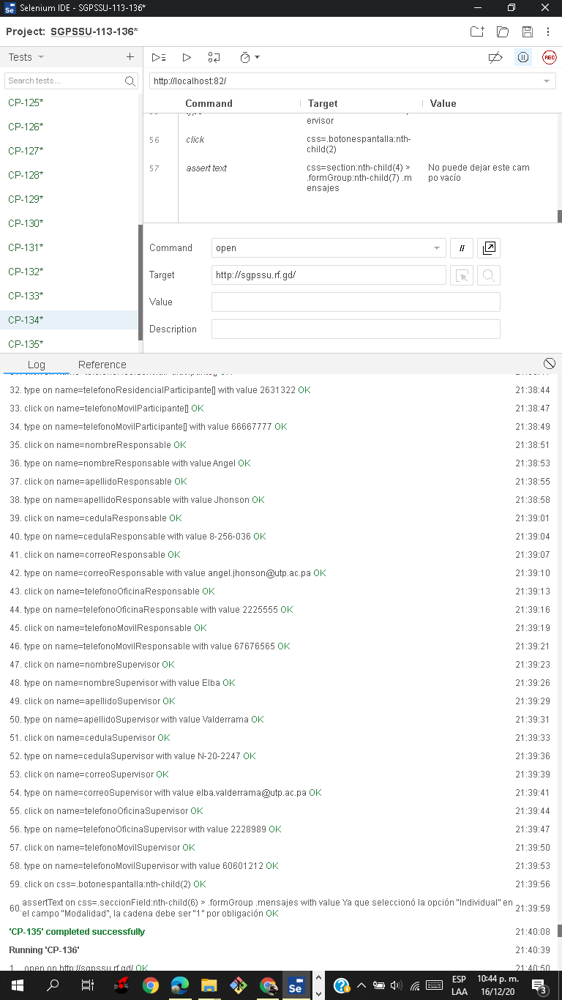 Selenium IDE - SGPSSU-113-136*
Project: SGPSSU-113-136*
Tests
REC
Search tests...
http://localhost:82/
Command Target Value
CP-125*
CP-126*
CP-127*
CP-128*
CP-129*
CP-130*
CP-131*
CP-132*
CP-133*
CP-134*
CP-135*
ervisor
56 click css=.botonespantalla:nth-
child(2)
57 assert text css=section:nth-child(4) > No puede dejar este cam
.formGroup:nth-child(7) .m po vacío
ensajes
Command open //
Target http://sgpssu.rf.gd/
Value
Description
Log Reference
32. type on name=telefonoResidencialParticipante[] with value 2631322 OK 21:38:44
33. click on name=telefonoMovilParticipante[] OK 21:38:47
34. type on name=telefonoMovilParticipante[] with value 66667777 OK 21:38:49
35. click on name=nombreResponsable OK 21:38:51
36. type on name=nombreResponsable with value Angel OK 21:38:53
37. click on name=apellidoResponsable OK 21:38:55
38. type on name=apellidoResponsable with value Jhonson OK 21:38:58
39. click on name=cedulaResponsable OK 21:39:01
40. type on name=cedulaResponsable with value 8-256-036 OK 21:39:04
41. click on name=correoResponsable OK 21:39:07
42. type on name=correoResponsable with value angel.jhonson@utp.ac.pa OK 21:39:10
43. click on name=telefonoOficinaResponsable OK 21:39:13
44. type on name=telefonoOficinaResponsable with value 2225555 OK 21:39:16
45. click on name=telefonoMovilResponsable OK 21:39:19
46. type on name=telefonoMovilResponsable with value 67676565 OK 21:39:21
47. click on name=nombreSupervisor OK 21:39:23
48. type on name=nombreSupervisor with value Elba OK 21:39:26
49. click on name=apellidoSupervisor OK 21:39:29
50. type on name=apellidoSupervisor with value Valderrama OK 21:39:31
51. click on name=cedulaSupervisor OK 21:39:33
52. type on name=cedulaSupervisor with value N-20-2247 OK 21:39:36
53. click on name=correoSupervisor OK 21:39:39
54. type on name=correoSupervisor with value elba.valderrama@utp.ac.pa OK 21:39:41
55. click on name=telefonoOficinaSupervisor OK 21:39:44
56. type on name=telefonoOficinaSupervisor with value 2228989 OK 21:39:47
57. click on name=telefonoMovilSupervisor OK 21:39:50
58. type on name=telefonoMovilSupervisor with value 60601212 OK 21:39:53
59. click on css=.botonespantalla:nth-child(2) OK 21:39:56
60. assertText on css=.seccionField:nth-child(6) > .formGroup .mensajes with value Ya que seleccionó la opción "Individual" en
el campo "Modalidad", la cadena debe ser "1" por obligación OK 21:39:59
'CP-135' completed successfully 21:40:08
Running 'CP-136' 21:40:39
1. open on http://sgpssu.rf.gd/ OK 21:40:50
Se
ESP
LAA
10:44 p. m.
16/12/20
3